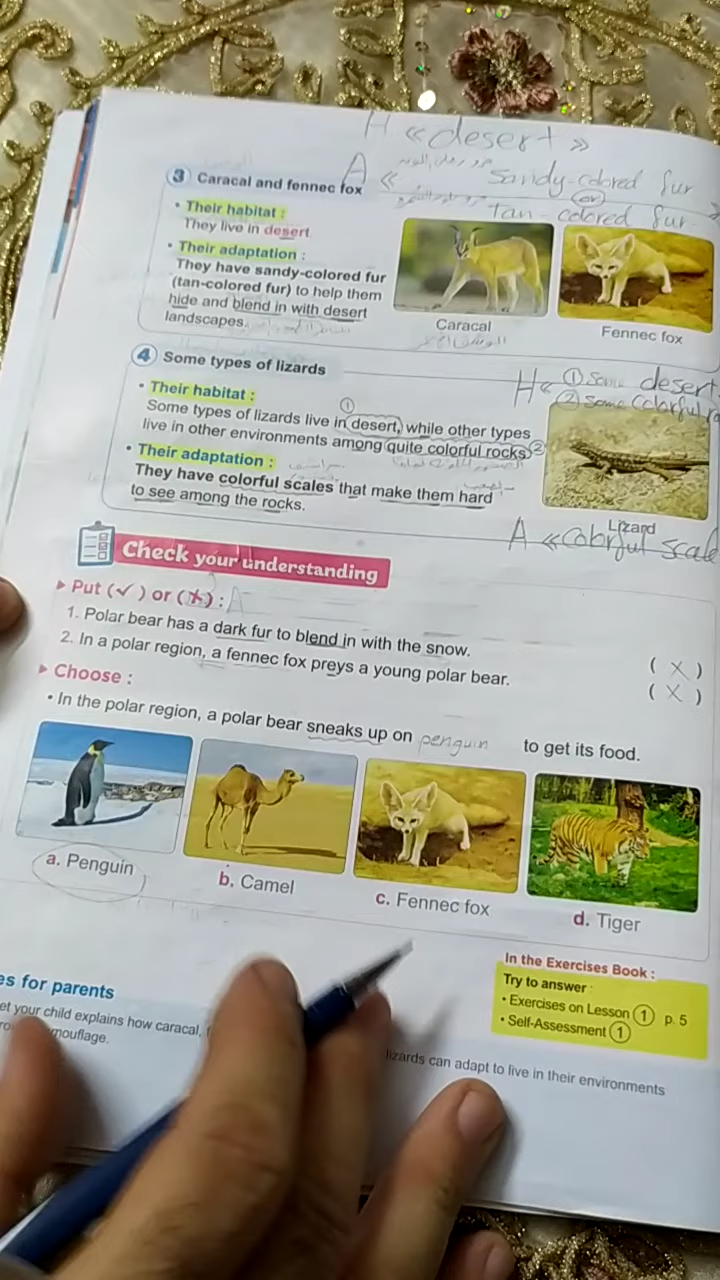 H « desert »
A « sandy-colored fur »
or
tan-colored fur
3 Caracal and fennec fox
• Their habitat :
They live in desert
• Their adaptation :
They have sandy-colored fur
(tan-colored fur) to help them
hide and blend in with desert
landscapes.
Caracal
Fennec fox
4 Some types of lizards
H « ① Some desert
② Some colorful
• Their habitat :
①
Some types of lizards live in desert, while other types
live in other environments among quite colorful rocks. ②
• Their adaptation :
They have colorful scales that make them hard
to see among the rocks.
Lizard
A « colorful scale
Check your understanding
▶ Put (✓) or (✗) :
1. Polar bear has a dark fur to blend in with the snow. ( X )
2. In a polar region, a fennec fox preys a young polar bear. ( X )
▶ Choose :
• In the polar region, a polar bear sneaks up on penguin to get its food.
a. Penguin
b. Camel
c. Fennec fox
d. Tiger
In the Exercises Book :
Try to answer
• Exercises on Lesson 1 p. 5
• Self-Assessment 1
es for parents
et your child explains how caracal,
lizards can adapt to live in their environments
mouflage.